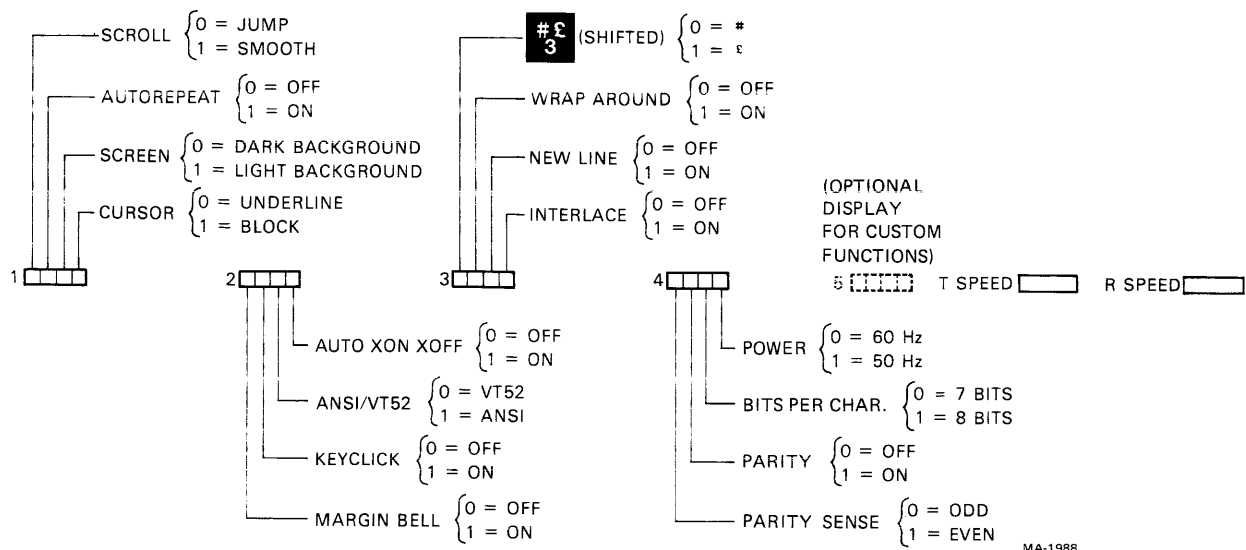 SCROLL 0 = JUMP
1 = SMOOTH
AUTOREPEAT 0 = OFF
1 = ON
SCREEN 0 = DARK BACKGROUND
1 = LIGHT BACKGROUND
CURSOR 0 = UNDERLINE
1 = BLOCK
1
#£
3
(SHIFTED) 0 = #
1 = £
WRAP AROUND 0 = OFF
1 = ON
NEW LINE 0 = OFF
1 = ON
INTERLACE 0 = OFF
1 = ON
3
2
AUTO XON XOFF 0 = OFF
1 = ON
ANSI/VT52 0 = VT52
1 = ANSI
KEYCLICK 0 = OFF
1 = ON
MARGIN BELL 0 = OFF
1 = ON
4
POWER 0 = 60 Hz
1 = 50 Hz
BITS PER CHAR. 0 = 7 BITS
1 = 8 BITS
PARITY 0 = OFF
1 = ON
PARITY SENSE 0 = ODD
1 = EVEN
(OPTIONAL
DISPLAY
FOR CUSTOM
FUNCTIONS)
5 T SPEED R SPEED
MA-1988